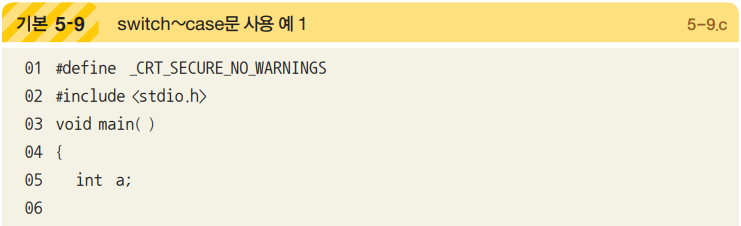 기본 5-9 switch~case문 사용 예 1 5-9.c
01 #define _CRT_SECURE_NO_WARNINGS
02 #include <stdio.h>
03 void main( )
04 {
05 int a;
06